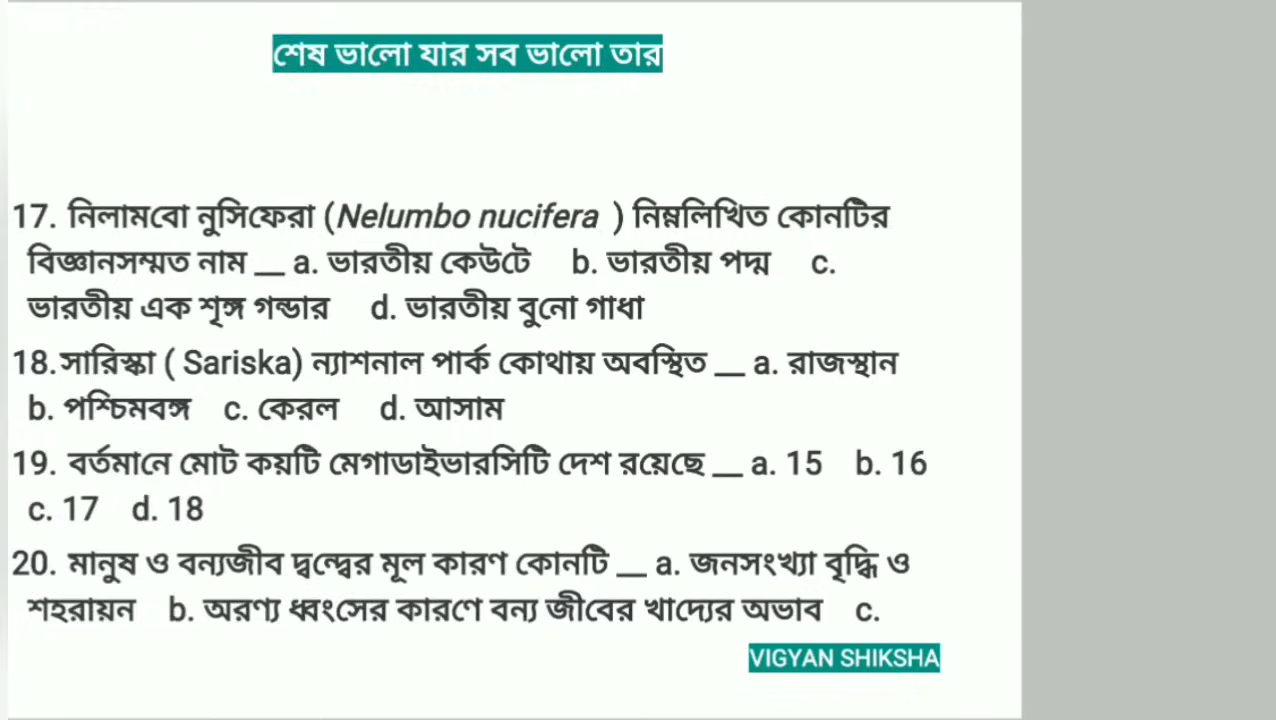 শেষ ভালো যার সব ভালো তার
17. নিলামবো নুসিফেরা (Nelumbo nucifera ) নিম্নলিখিত কোনটির
বিজ্ঞানসম্মত নাম __ a. ভারতীয় কেউটে b. ভারতীয় পদ্ম c.
ভারতীয় এক শৃঙ্গ গন্ডার d. ভারতীয় বুনো গাধা
18.সারিস্কা ( Sariska) ন্যাশনাল পার্ক কোথায় অবস্থিত __ a. রাজস্থান
b. পশ্চিমবঙ্গ c. কেরল d. আসাম
19. বর্তমানে মোট কয়টি মেগাডাইভারসিটি দেশ রয়েছে __ a. 15 b. 16
c. 17 d. 18
20. মানুষ ও বন্যজীব দ্বন্দ্বের মূল কারণ কোনটি __ a. জনসংখ্যা বৃদ্ধি ও
শহরায়ন b. অরণ্য ধ্বংসের কারণে বন্য জীবের খাদ্যের অভাব c.
VIGYAN SHIKSHA